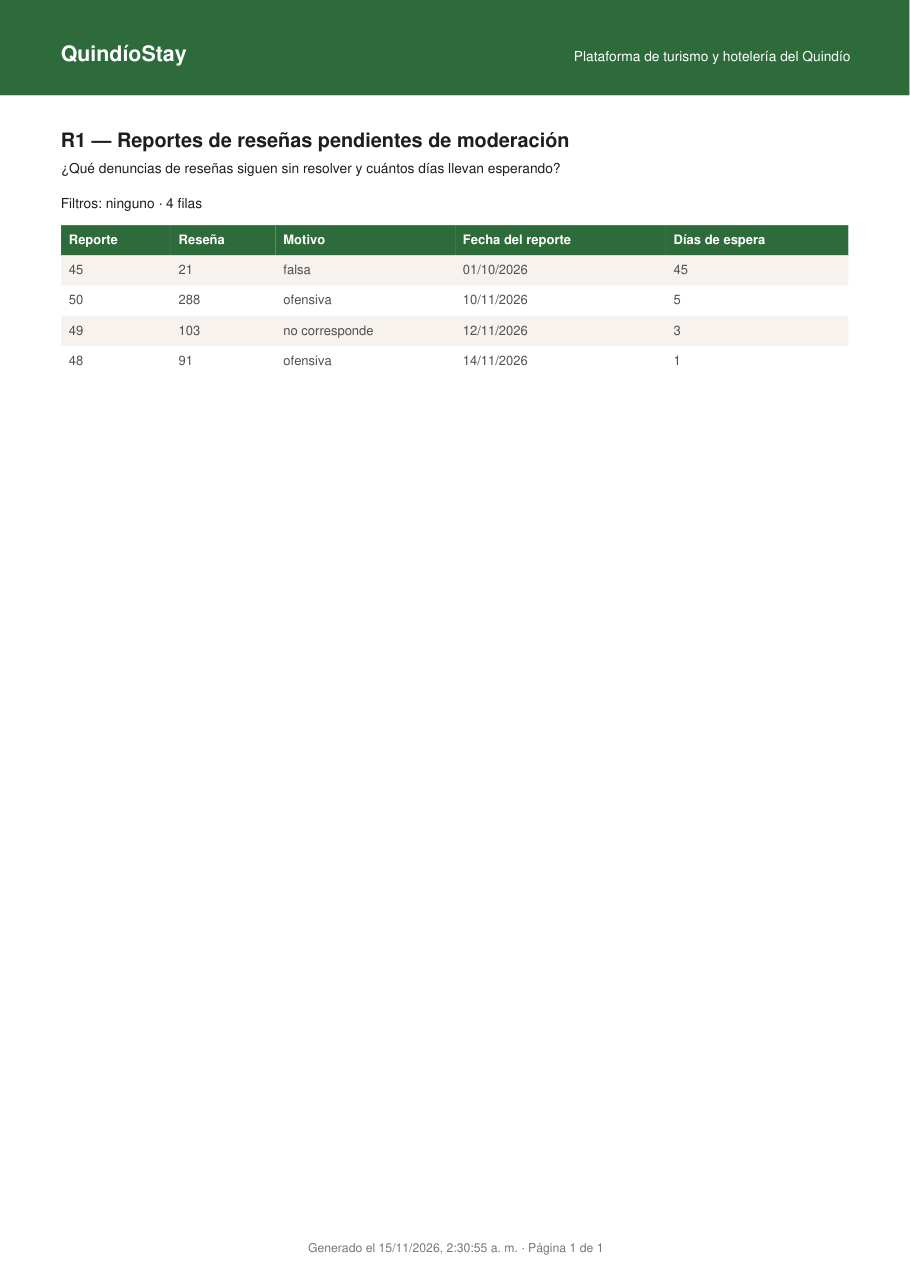 QuindíoStay
Plataforma de turismo y hotelería del Quindío
R1 — Reportes de reseñas pendientes de moderación
¿Qué denuncias de reseñas siguen sin resolver y cuántos días llevan esperando?
Filtros: ninguno · 4 filas
Reporte Reseña Motivo Fecha del reporte Días de espera
45 21 falsa 01/10/2026 45
50 288 ofensiva 10/11/2026 5
49 103 no corresponde 12/11/2026 3
48 91 ofensiva 14/11/2026 1
Generado el 15/11/2026, 2:30:55 a. m. · Página 1 de 1